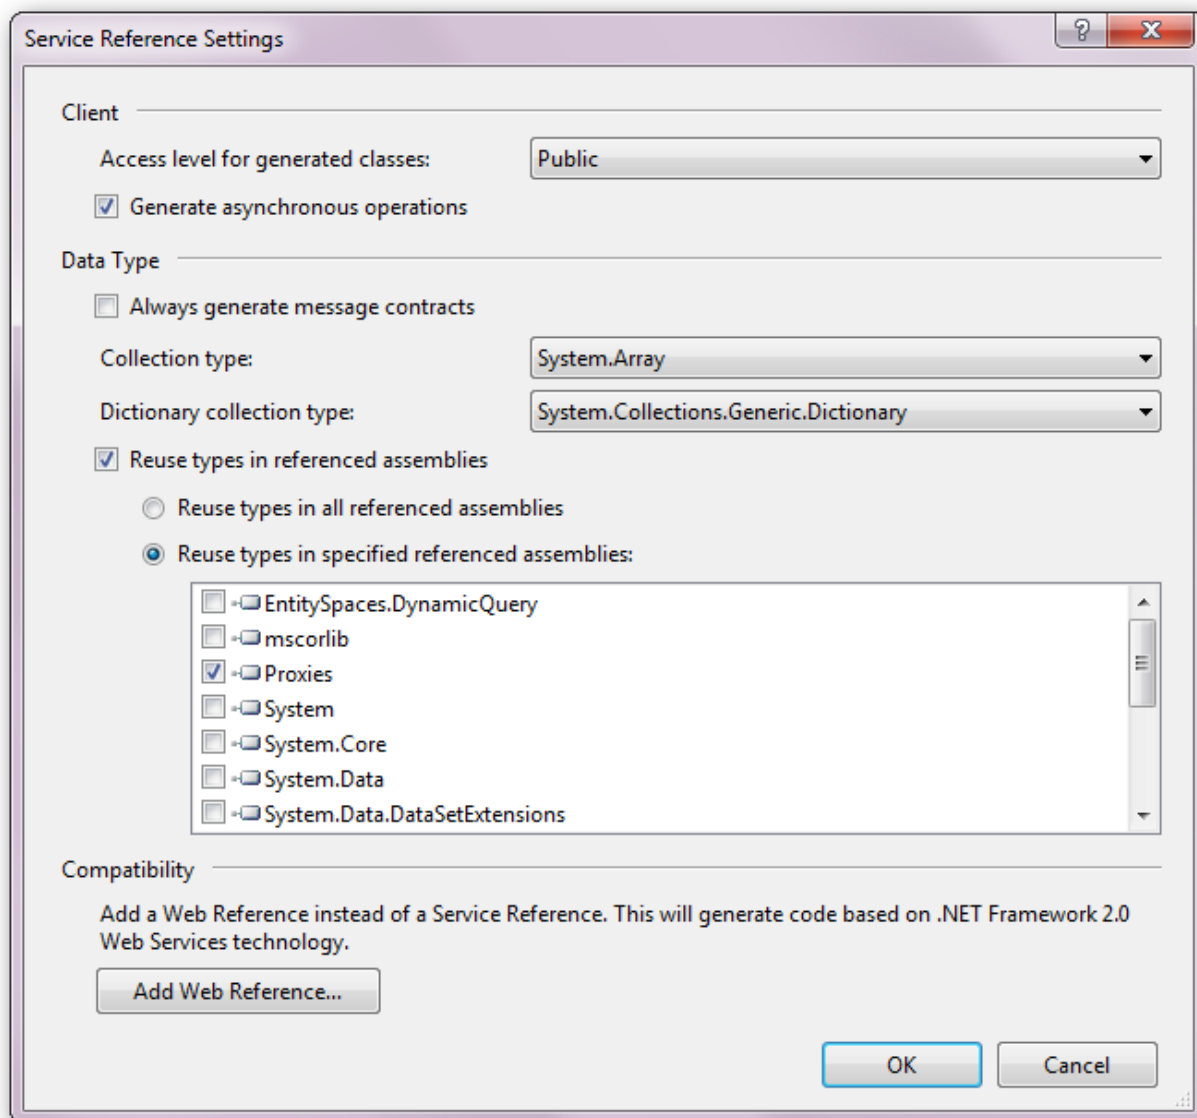 Service Reference Settings
Client
Access level for generated classes: Public
Generate asynchronous operations
Data Type
Always generate message contracts
Collection type: System.Array
Dictionary collection type: System.Collections.Generic.Dictionary
Reuse types in referenced assemblies
Reuse types in all referenced assemblies
Reuse types in specified referenced assemblies:
EntitySpaces.DynamicQuery
mscorlib
Proxies
System
System.Core
System.Data
System.Data.DataSetExtensions
Compatibility
Add a Web Reference instead of a Service Reference. This will generate code based on .NET Framework 2.0
Web Services technology.
Add Web Reference...
OK Cancel